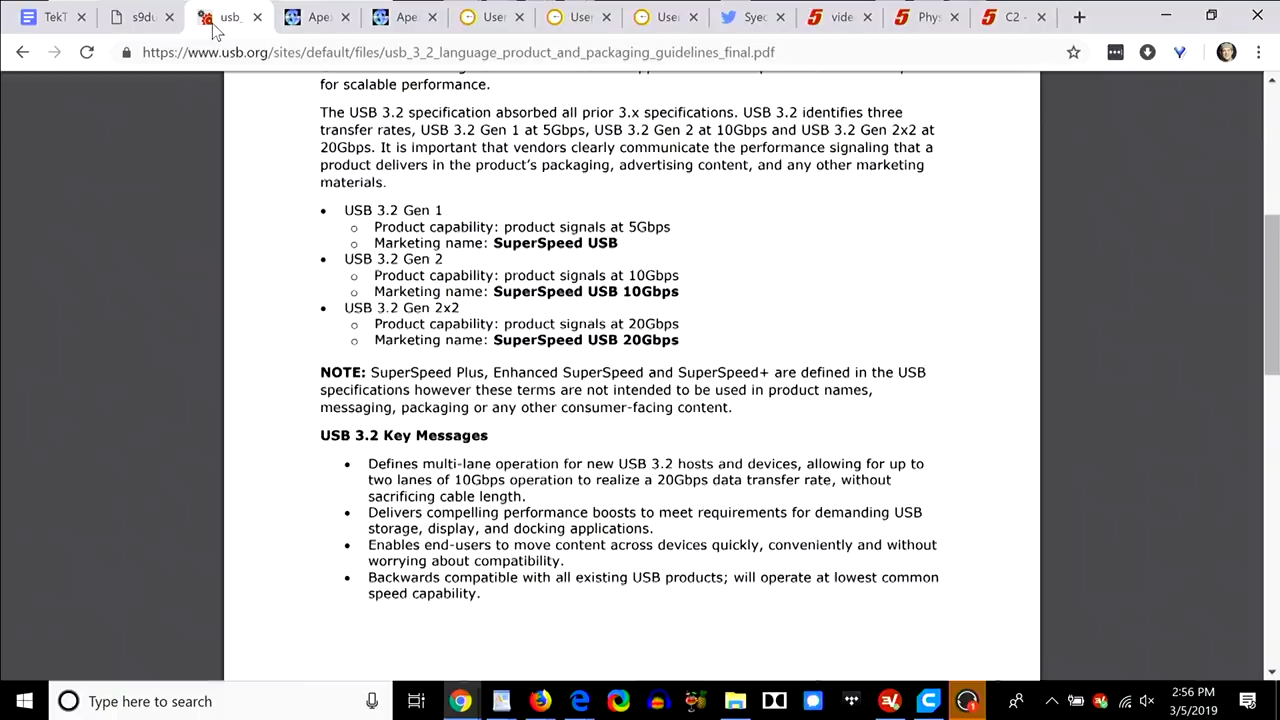 TekT
s9du
usb_
Apex
Ape
User
User
User
Syed
vide
Phys
C2 -
https://www.usb.org/sites/default/files/usb_3_2_language_product_and_packaging_guidelines_final.pdf
for scalable performance.
The USB 3.2 specification absorbed all prior 3.x specifications. USB 3.2 identifies three
transfer rates, USB 3.2 Gen 1 at 5Gbps, USB 3.2 Gen 2 at 10Gbps and USB 3.2 Gen 2x2 at
20Gbps. It is important that vendors clearly communicate the performance signaling that a
product delivers in the product's packaging, advertising content, and any other marketing
materials.
• USB 3.2 Gen 1
o Product capability: product signals at 5Gbps
o Marketing name: SuperSpeed USB
• USB 3.2 Gen 2
o Product capability: product signals at 10Gbps
o Marketing name: SuperSpeed USB 10Gbps
• USB 3.2 Gen 2x2
o Product capability: product signals at 20Gbps
o Marketing name: SuperSpeed USB 20Gbps
NOTE: SuperSpeed Plus, Enhanced SuperSpeed and SuperSpeed+ are defined in the USB
specifications however these terms are not intended to be used in product names,
messaging, packaging or any other consumer-facing content.
USB 3.2 Key Messages
• Defines multi-lane operation for new USB 3.2 hosts and devices, allowing for up to
two lanes of 10Gbps operation to realize a 20Gbps data transfer rate, without
sacrificing cable length.
• Delivers compelling performance boosts to meet requirements for demanding USB
storage, display, and docking applications.
• Enables end-users to move content across devices quickly, conveniently and without
worrying about compatibility.
• Backwards compatible with all existing USB products; will operate at lowest common
speed capability.
Type here to search
2:56 PM
3/5/2019